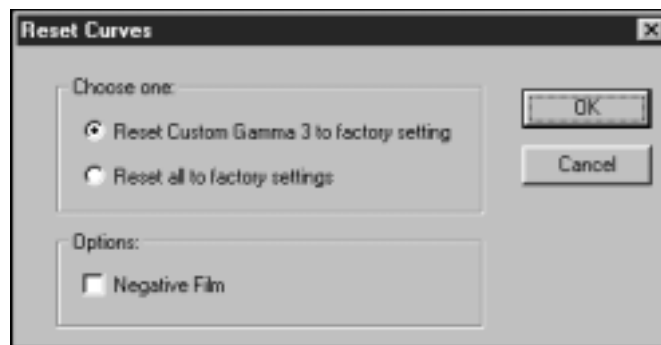 Reset Curves
Choose one:
Reset Custom Gamma 3 to factory setting
Reset all to factory settings
OK
Cancel
Options:
Negative Film